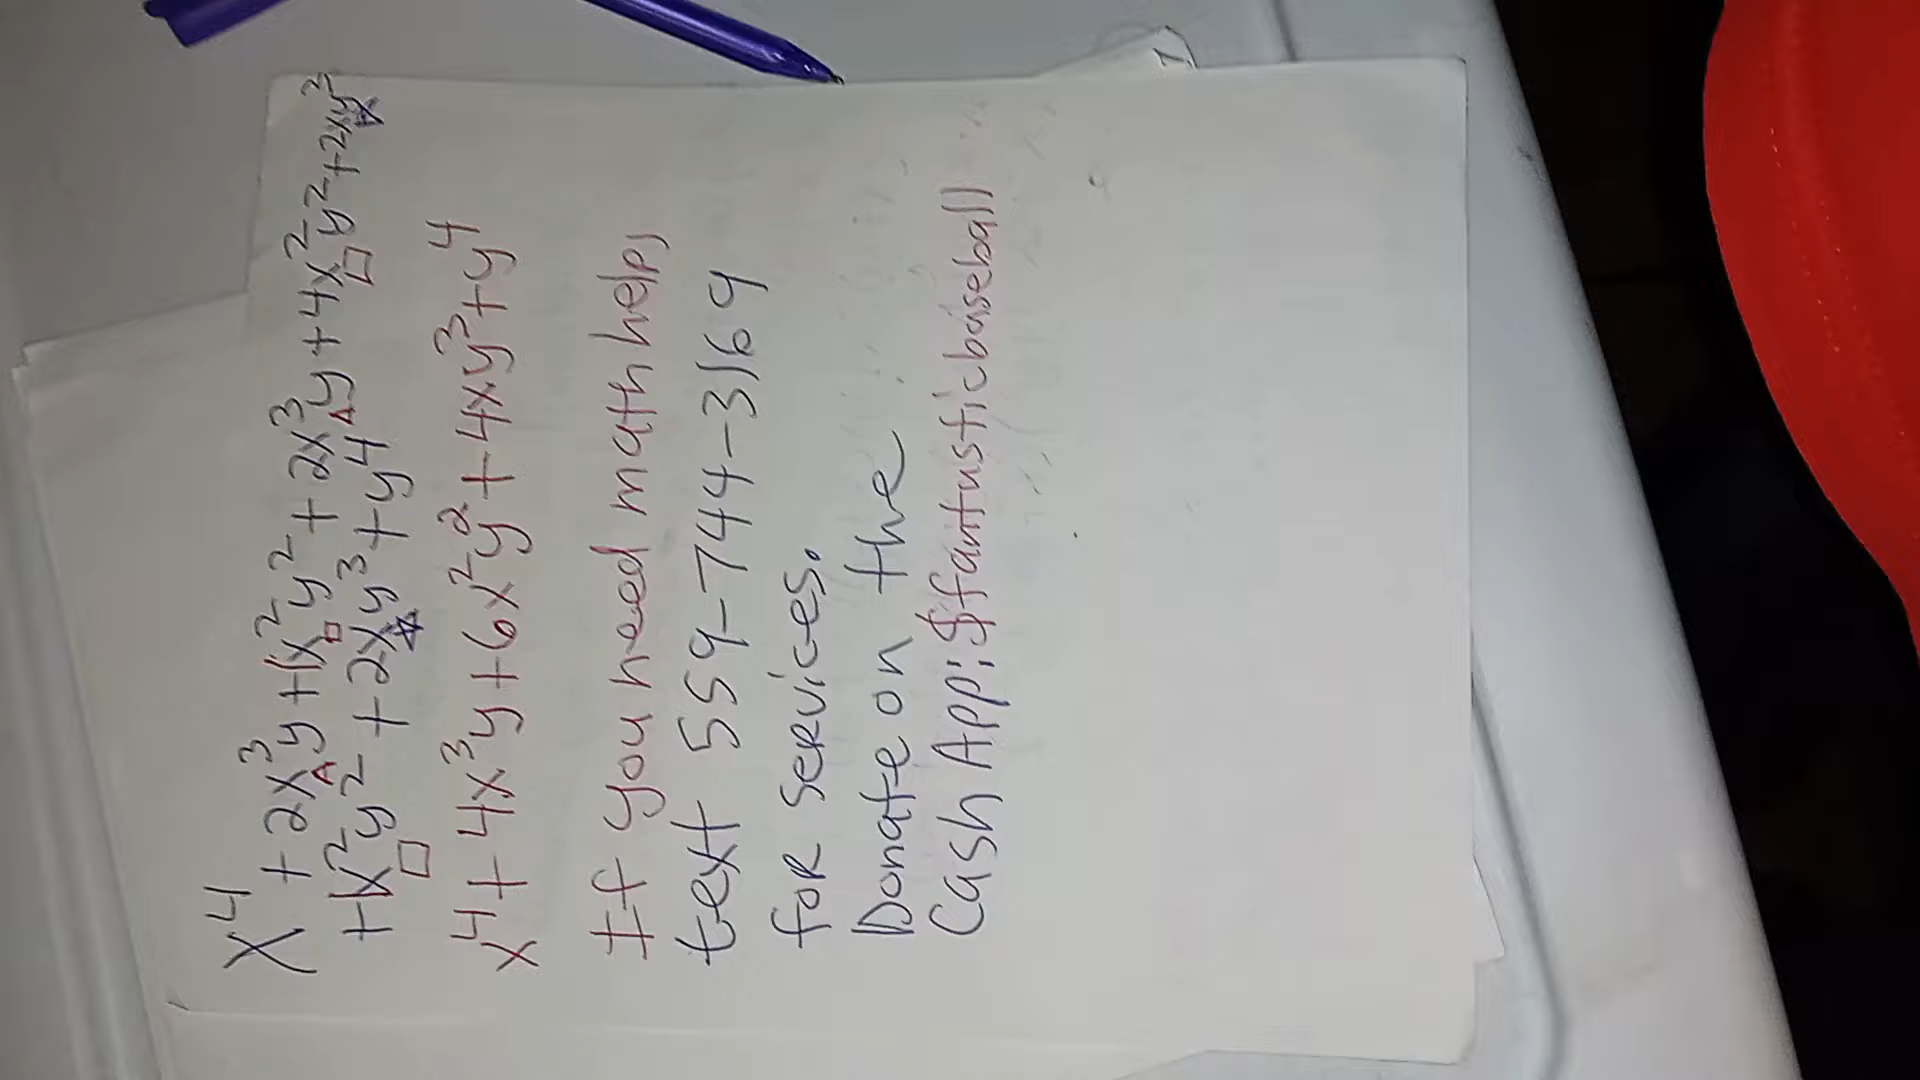 x⁴ + 2x³y + 1x²y² + 2x³y + 4x²y² + 2xy²
+ 1x²y² + 2xy³ + y⁴
x⁴ + 4x³y + 6x²y² + 4xy³ + y⁴
If you need math help,
text 559-744-3169
for services.
Donate on the
Cash App: $fantasticbaseball